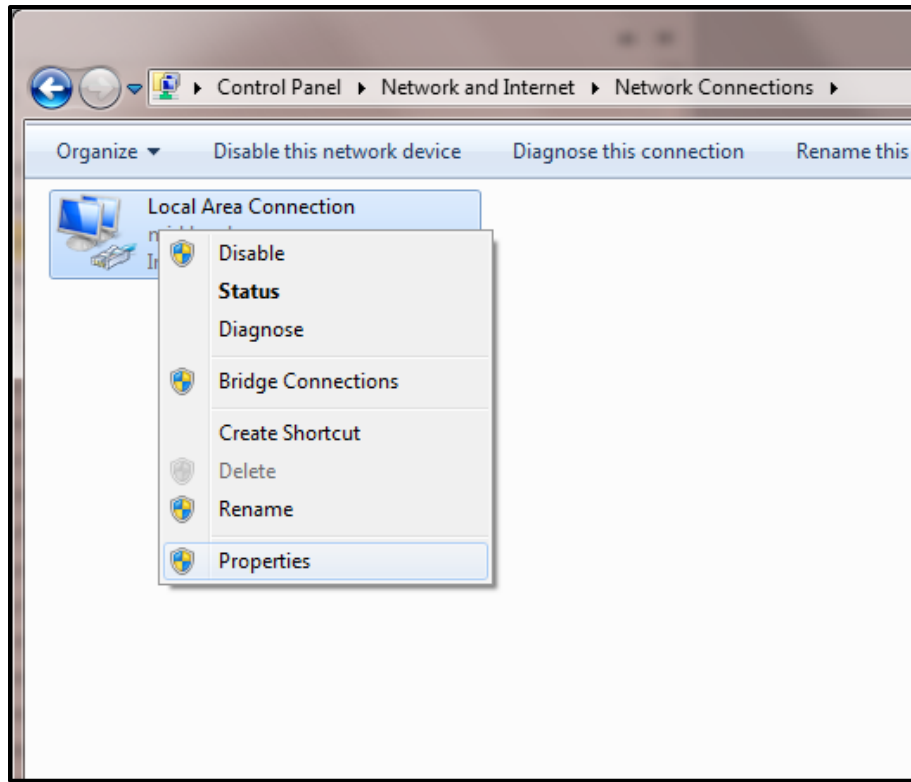 Control Panel Network and Internet Network Connections
Organize Disable this network device Diagnose this connection Rename this
Local Area Connection
Disable
Status
Diagnose
Bridge Connections
Create Shortcut
Delete
Rename
Properties